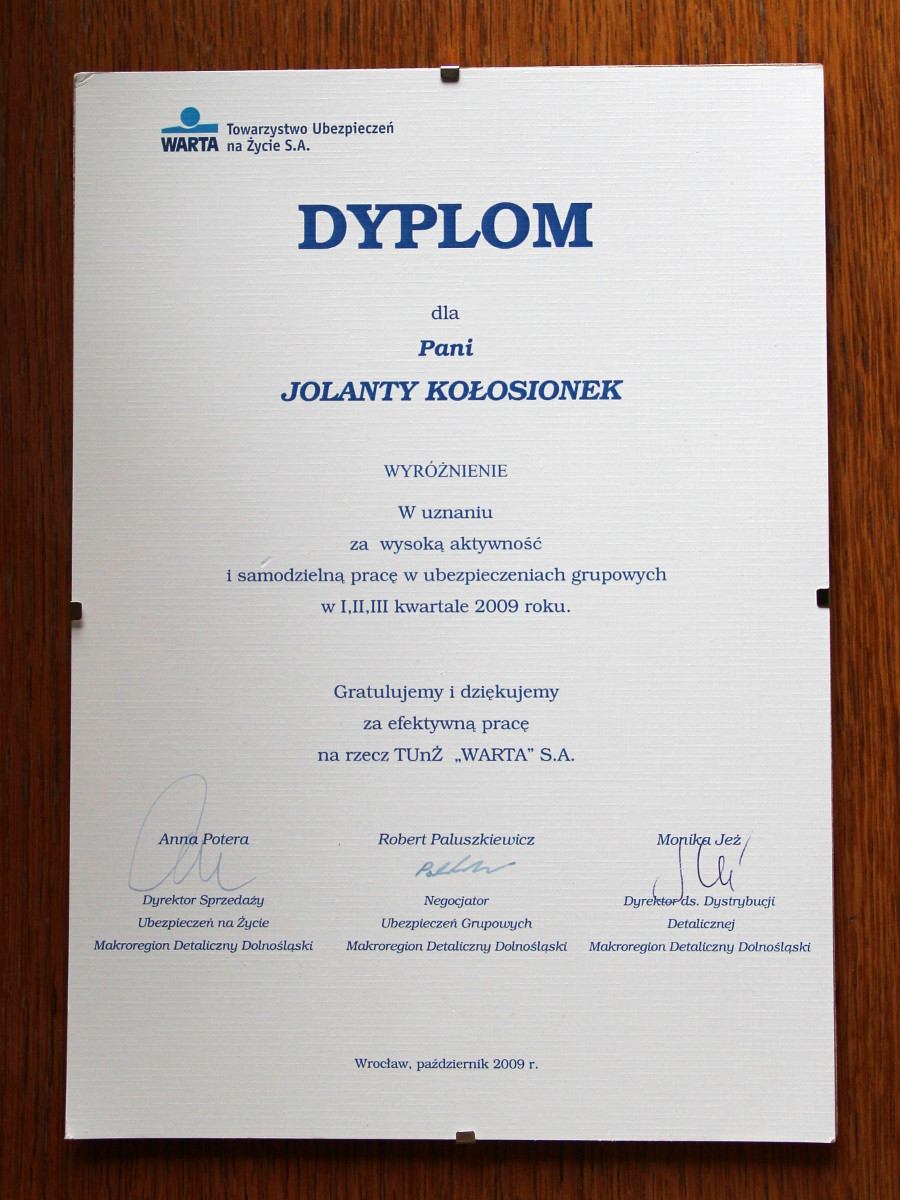 WARTA Towarzystwo Ubezpieczeń
na Życie S.A.
DYPLOM
dla
Pani
JOLANTY KOŁOSIONEK
WYRÓŻNIENIE
W uznaniu
za wysoką aktywność
i samodzielną pracę w ubezpieczeniach grupowych
w I,II,III kwartale 2009 roku.
Gratulujemy i dziękujemy
za efektywną pracę
na rzecz TUnŻ „WARTA” S.A.
Anna Potera
Dyrektor Sprzedaży
Ubezpieczeń na Życie
Makroregion Detaliczny Dolnośląski
Robert Paluszkiewicz
Negocjator
Ubezpieczeń Grupowych
Makroregion Detaliczny Dolnośląski
Monika Jeż
Dyrektor ds. Dystrybucji
Detalicznej
Makroregion Detaliczny Dolnośląski
Wrocław, październik 2009 r.